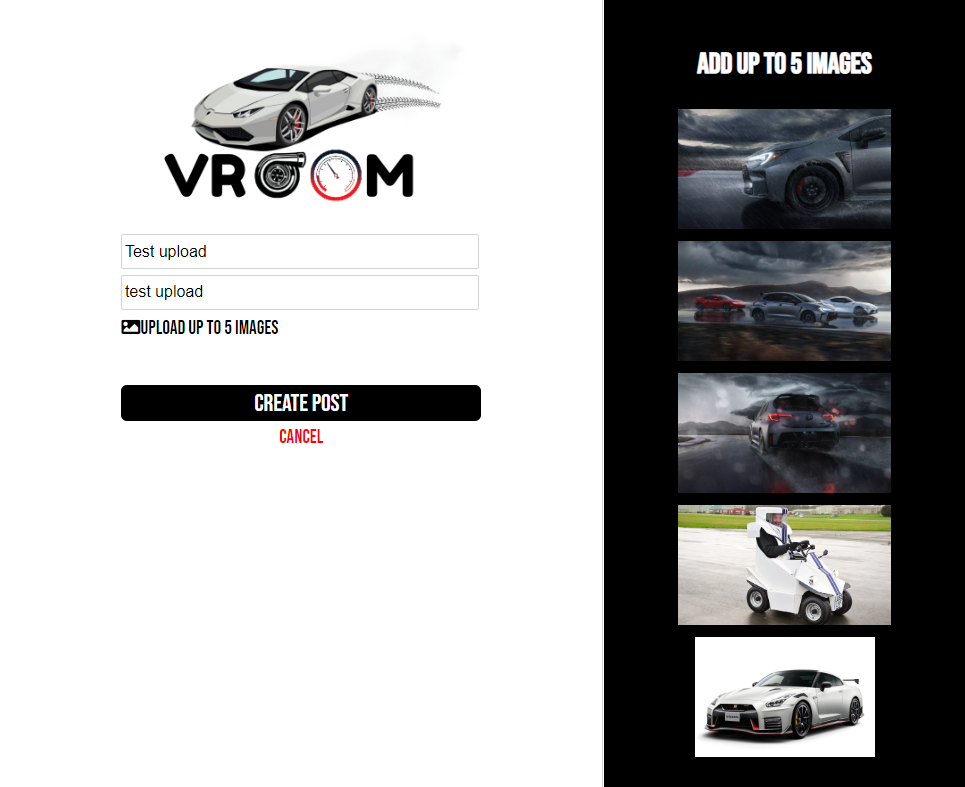 VROOM
Test upload
test upload
UPLOAD UP TO 5 IMAGES
CREATE POST
CANCEL
ADD UP TO 5 IMAGES